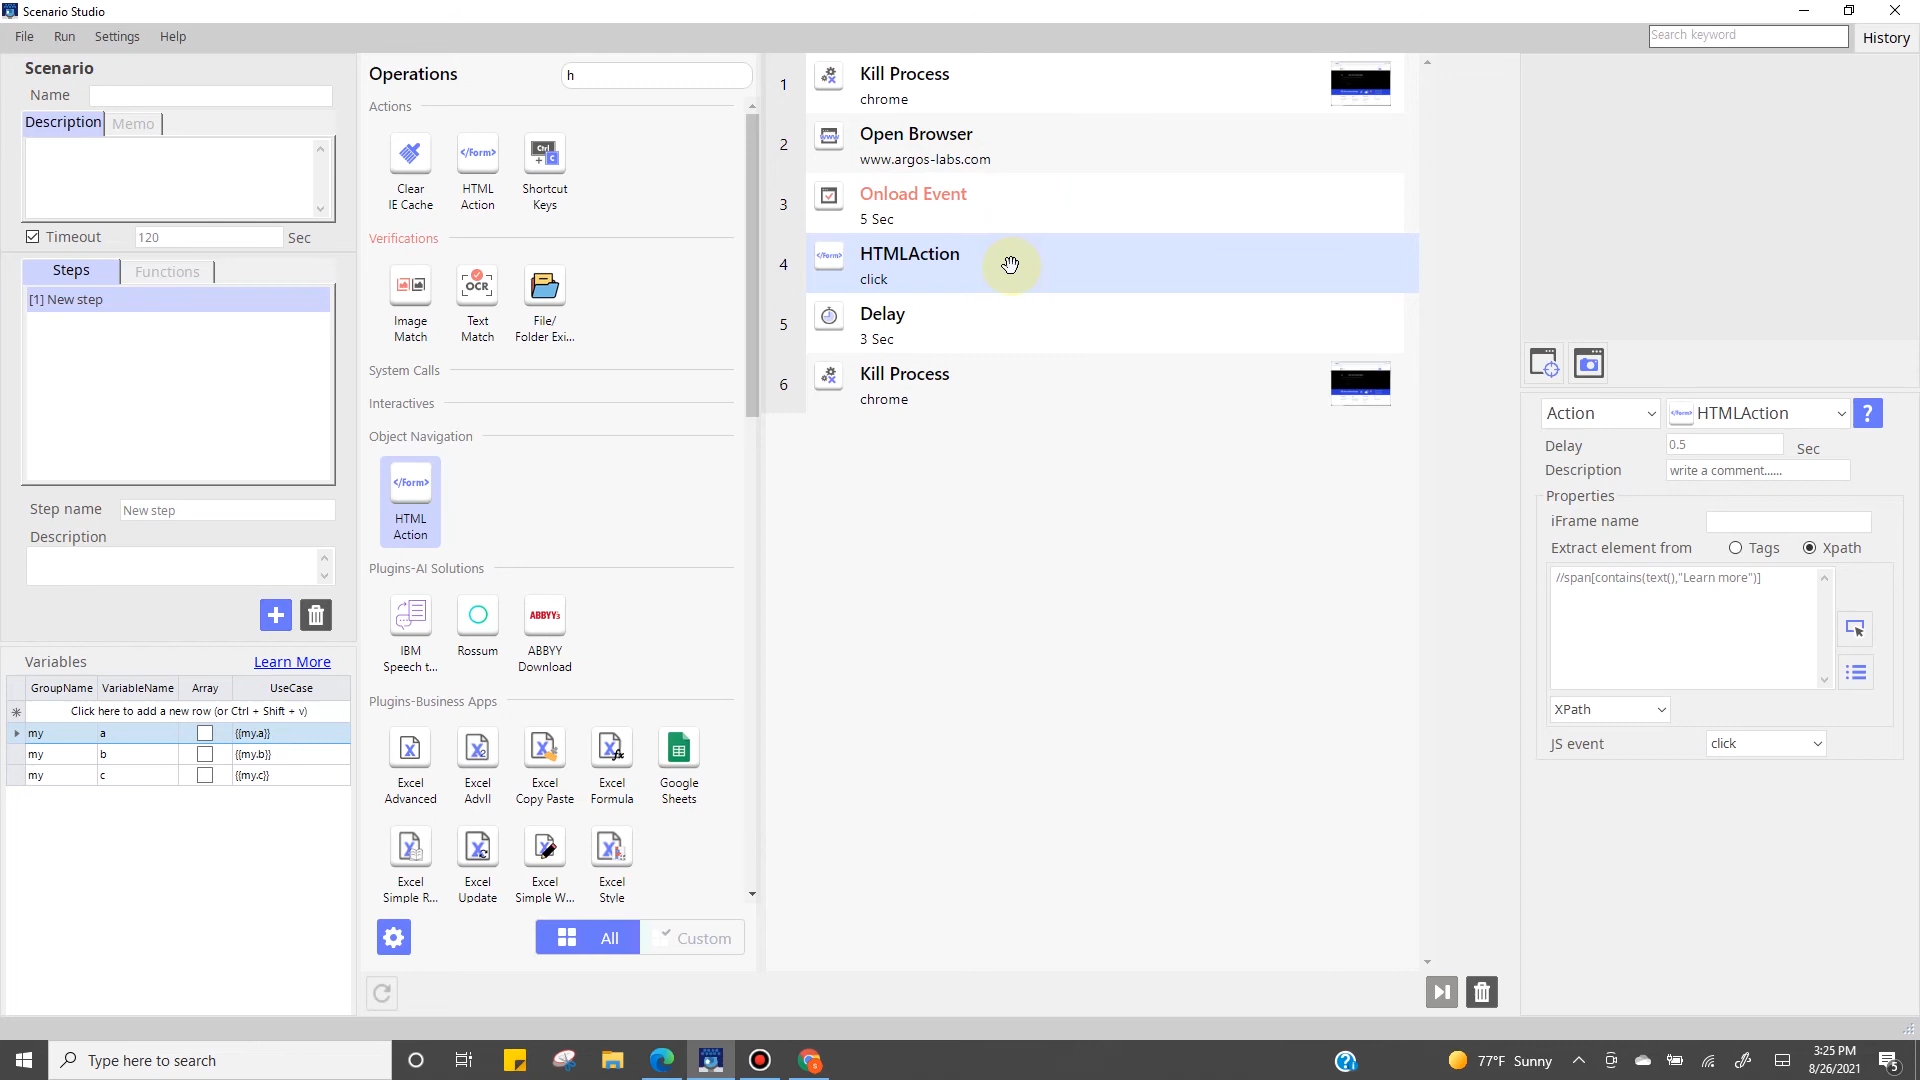 Scenario Studio
File Run Settings Help
Search keyword
History
Scenario
Name
Description Memo
Timeout 120 Sec
Steps Functions
[1] New step
Step name New step
Description
Variables Learn More
GroupName VariableName Array UseCase
Click here to add a new row (or Ctrl + Shift + v)
my a {{my.a}}
my b {{my.b}}
my c {{my.c}}
Operations h
Actions
</Form> Ctrl + C
Clear IE Cache
HTML Action
Shortcut Keys
Verifications
OCR
Image Match
Text Match
File/ Folder Exi...
System Calls
Interactives
Object Navigation
</Form>
HTML Action
Plugins-AI Solutions
ABBYY
IBM Speech t...
Rossum
ABBYY Download
Plugins-Business Apps
Excel Advanced
Excel AdvII
Excel Copy Paste
Excel Formula
Google Sheets
Excel Simple R...
Excel Update
Excel Simple W...
Excel Style
All Custom
1 Kill Process
chrome
2 Open Browser
www.argos-labs.com
3 Onload Event
5 Sec
4 </Form> HTMLAction
click
5 Delay
3 Sec
6 Kill Process
chrome
Action </Form> HTMLAction ?
Delay 0.5 Sec
Description write a comment......
Properties
iFrame name
Extract element from Tags Xpath
//span[contains(text(),"Learn more")]
XPath
JS event click
Type here to search
77°F Sunny
3:25 PM
8/26/2021
5